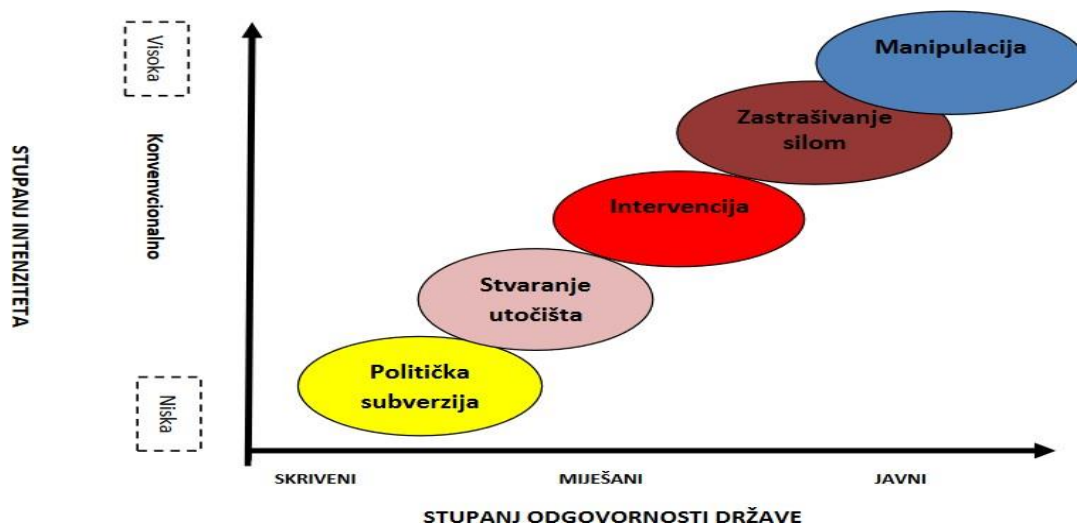 STUPANJ INTENZITETA
Visoka
Konvencionalno
Niska
Manipulacija
Zastrašivanje
silom
Intervencija
Stvaranje
utočišta
Politička
subverzija
SKRIVENI
MIJEŠANI
JAVNI
STUPANJ ODGOVORNOSTI DRŽAVE